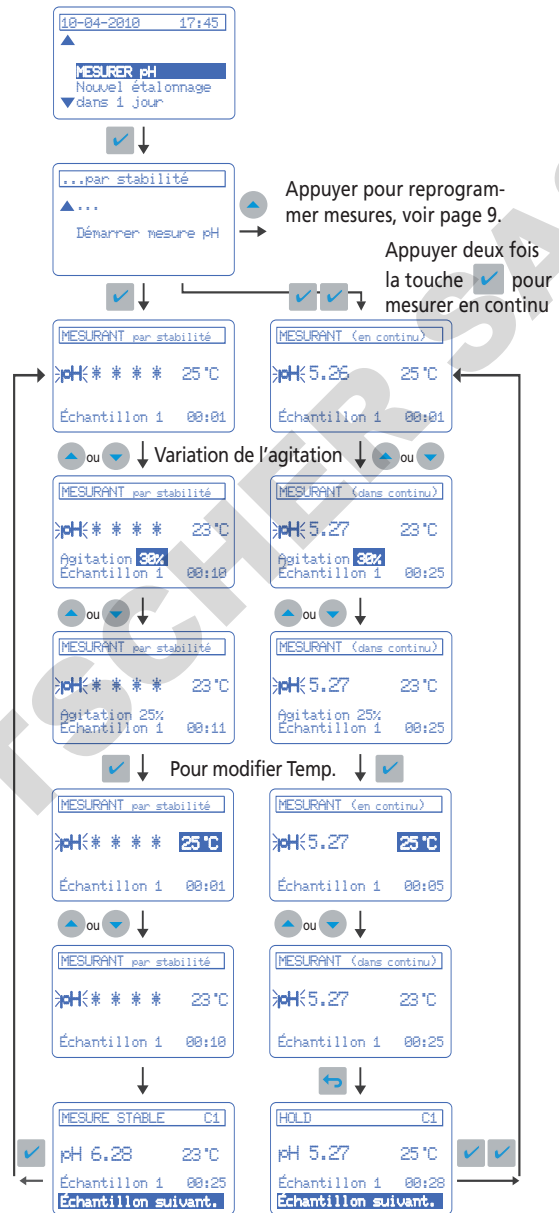 10-04-2010 17:45
MESURER pH
Nouvel étalonnage
dans 1 jour
...par stabilité
...
Démarrer mesure pH
Appuyer pour reprogram-
mer mesures, voir page 9.
Appuyer deux fois
la touche pour
mesurer en continu
MESURANT par stabilité
pH * * * * 25°C
Échantillon 1 00:01
MESURANT (en continu)
pH 5.26 25°C
Échantillon 1 00:01
ou
Variation de l'agitation
ou
MESURANT par stabilité
pH * * * * 23°C
Agitation 30%
Échantillon 1 00:10
MESURANT (dans continu)
pH 5.27 23°C
Agitation 30%
Échantillon 1 00:25
ou
ou
MESURANT par stabilité
pH * * * * 23°C
Agitation 25%
Échantillon 1 00:11
MESURANT (dans continu)
pH 5.27 23°C
Agitation 25%
Échantillon 1 00:25
Pour modifier Temp.
MESURANT par stabilité
pH * * * * 25°C
Échantillon 1 00:01
MESURANT (en continu)
pH 5.27 25°C
Échantillon 1 00:05
ou
ou
MESURANT par stabilité
pH * * * * 23°C
Échantillon 1 00:10
MESURANT (dans continu)
pH 5.27 23°C
Échantillon 1 00:25
MESURE STABLE C1
pH 6.28 23°C
Échantillon 1 00:25
Échantillon suivant.
HOLD C1
pH 5.27 25°C
Échantillon 1 00:28
Échantillon suivant.